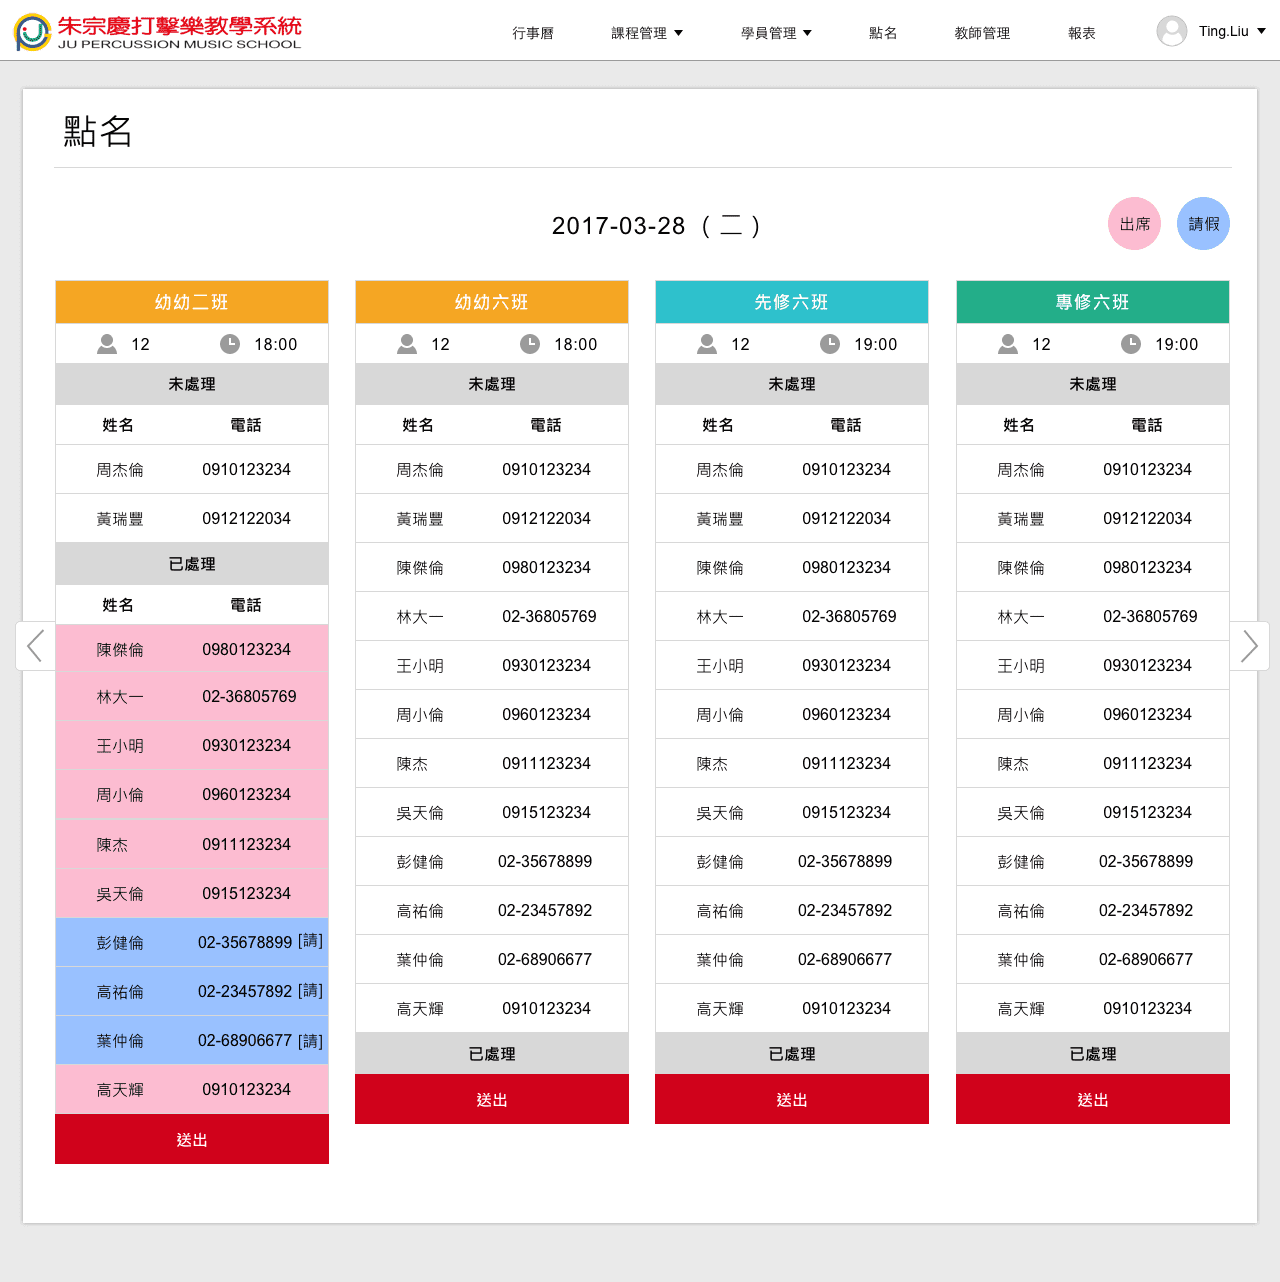 朱宗慶打擊樂教學系統
JU PERCUSSION MUSIC SCHOOL
行事曆 課程管理 學員管理 點名 教師管理 報表 Ting.Liu
點名
2017-03-28 ( 二 )
出席 請假
幼幼二班
12 18:00
未處理
姓名 電話
周杰倫 0910123234
黃瑞豐 0912122034
已處理
姓名 電話
陳傑倫 0980123234
林大一 02-36805769
王小明 0930123234
周小倫 0960123234
陳杰 0911123234
吳天倫 0915123234
彭健倫 02-35678899 [請]
高祐倫 02-23457892 [請]
葉仲倫 02-68906677 [請]
高天輝 0910123234
送出
幼幼六班
12 18:00
未處理
姓名 電話
周杰倫 0910123234
黃瑞豐 0912122034
陳傑倫 0980123234
林大一 02-36805769
王小明 0930123234
周小倫 0960123234
陳杰 0911123234
吳天倫 0915123234
彭健倫 02-35678899
高祐倫 02-23457892
葉仲倫 02-68906677
高天輝 0910123234
已處理
送出
先修六班
12 19:00
未處理
姓名 電話
周杰倫 0910123234
黃瑞豐 0912122034
陳傑倫 0980123234
林大一 02-36805769
王小明 0930123234
周小倫 0960123234
陳杰 0911123234
吳天倫 0915123234
彭健倫 02-35678899
高祐倫 02-23457892
葉仲倫 02-68906677
高天輝 0910123234
已處理
送出
專修六班
12 19:00
未處理
姓名 電話
周杰倫 0910123234
黃瑞豐 0912122034
陳傑倫 0980123234
林大一 02-36805769
王小明 0930123234
周小倫 0960123234
陳杰 0911123234
吳天倫 0915123234
彭健倫 02-35678899
高祐倫 02-23457892
葉仲倫 02-68906677
高天輝 0910123234
已處理
送出